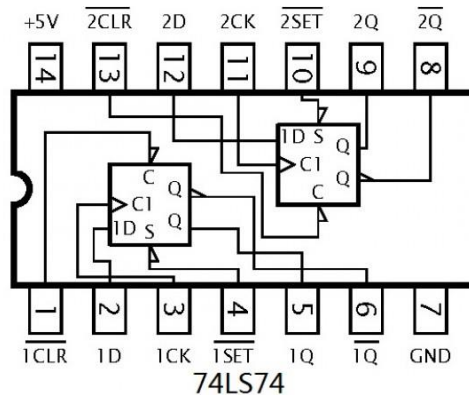 +5V 2CLR 2D 2CK 2SET 2Q 2Q
14 13 12 11 10 9 8
1D S Q
C1
C Q
C Q
C1
1D S Q
1 2 3 4 5 6 7
1CLR 1D 1CK 1SET 1Q 1Q GND
74LS74